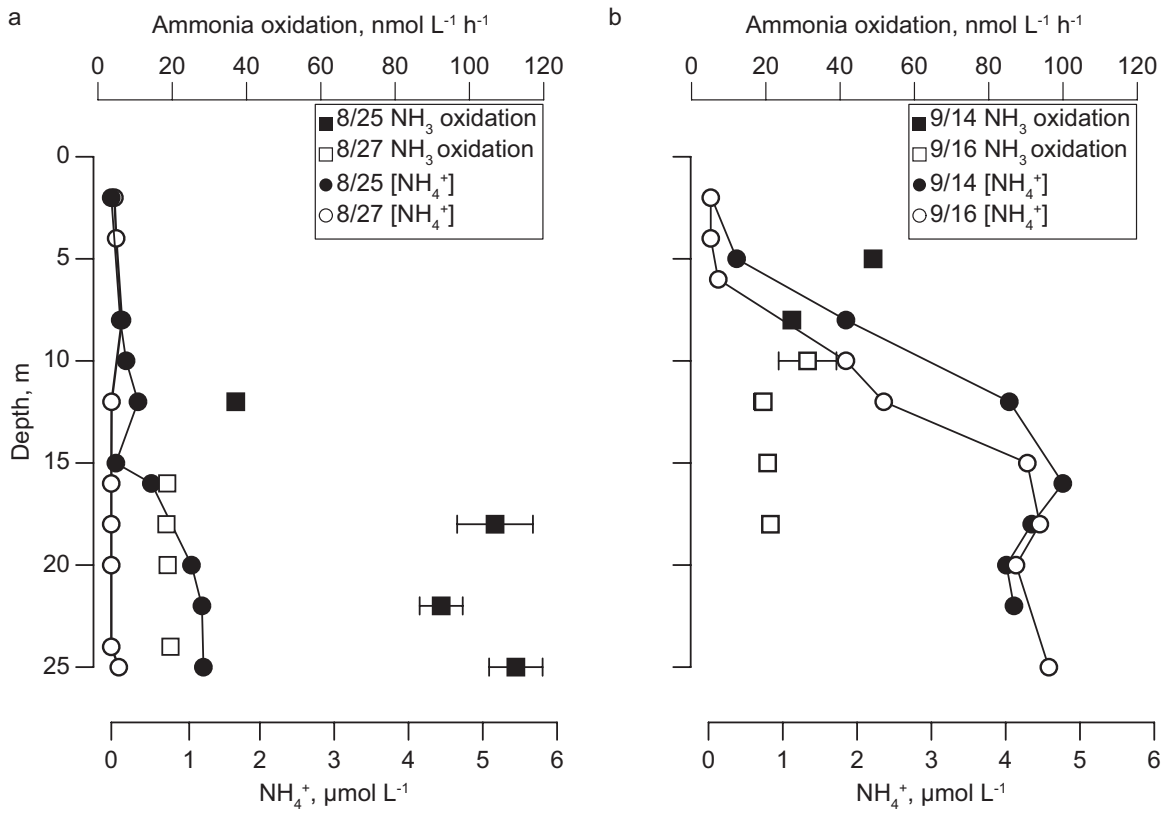 a
Ammonia oxidation, nmol L⁻¹ h⁻¹
0 20 40 60 80 100 120
8/25 NH₃ oxidation
8/27 NH₃ oxidation
8/25 [NH₄⁺]
8/27 [NH₄⁺]
Depth, m
0
5
10
15
20
25
0 1 2 3 4 5 6
NH₄⁺, µmol L⁻¹
b
Ammonia oxidation, nmol L⁻¹ h⁻¹
0 20 40 60 80 100 120
9/14 NH₃ oxidation
9/16 NH₃ oxidation
9/14 [NH₄⁺]
9/16 [NH₄⁺]
0 1 2 3 4 5 6
NH₄⁺, µmol L⁻¹